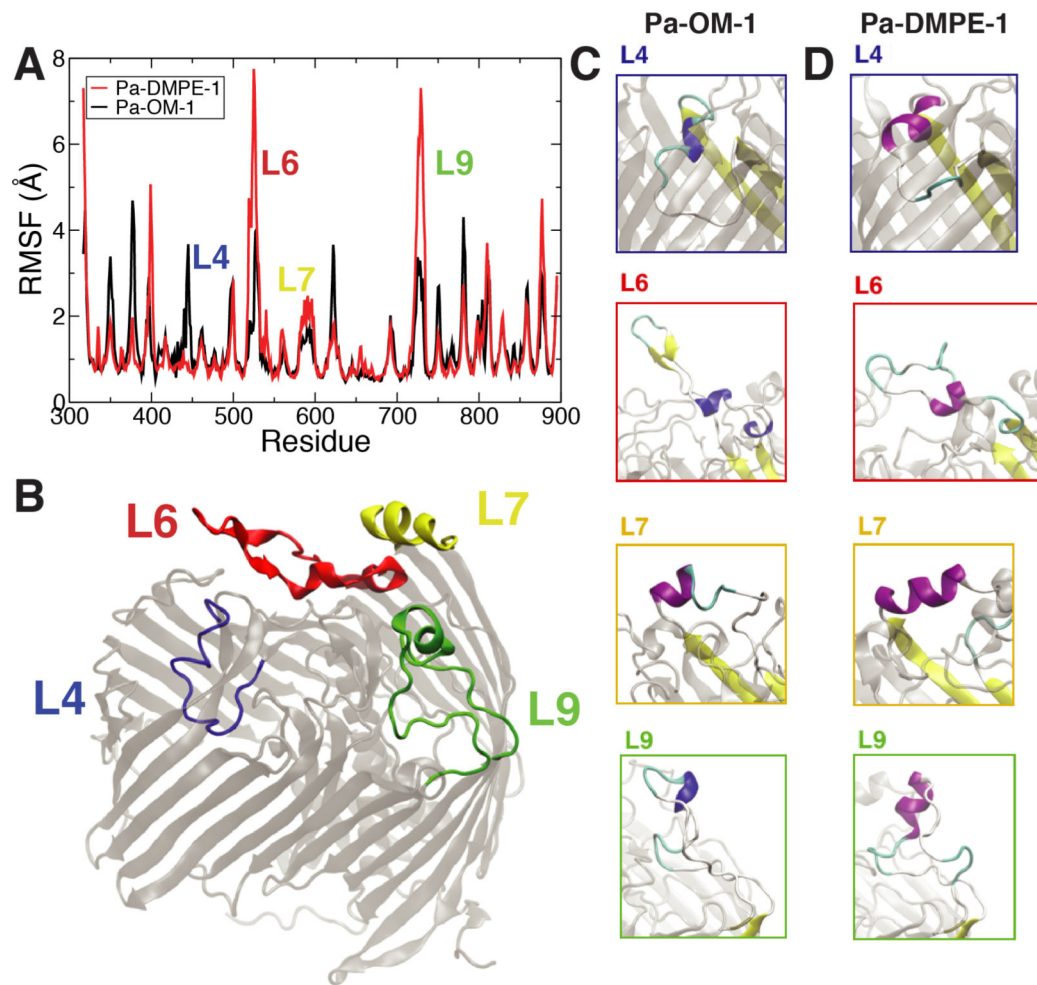 Pa-OM-1
Pa-DMPE-1
A
C
L4
D
L4
8
6
4
2
0
RMSF (Å)
Pa-DMPE-1
Pa-OM-1
L6
L9
L4
L7
300
400
500
600
700
800
900
Residue
L6
L6
B
L6
L7
L4
L9
L7
L7
L9
L9